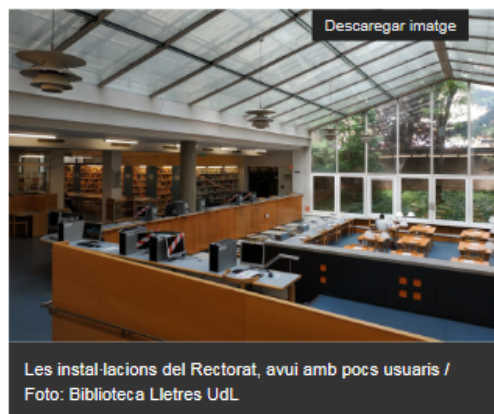 Descaregar imatge
Les instal·lacions del Rectorat, avui amb pocs usuaris /
Foto: Biblioteca Lletres UdL